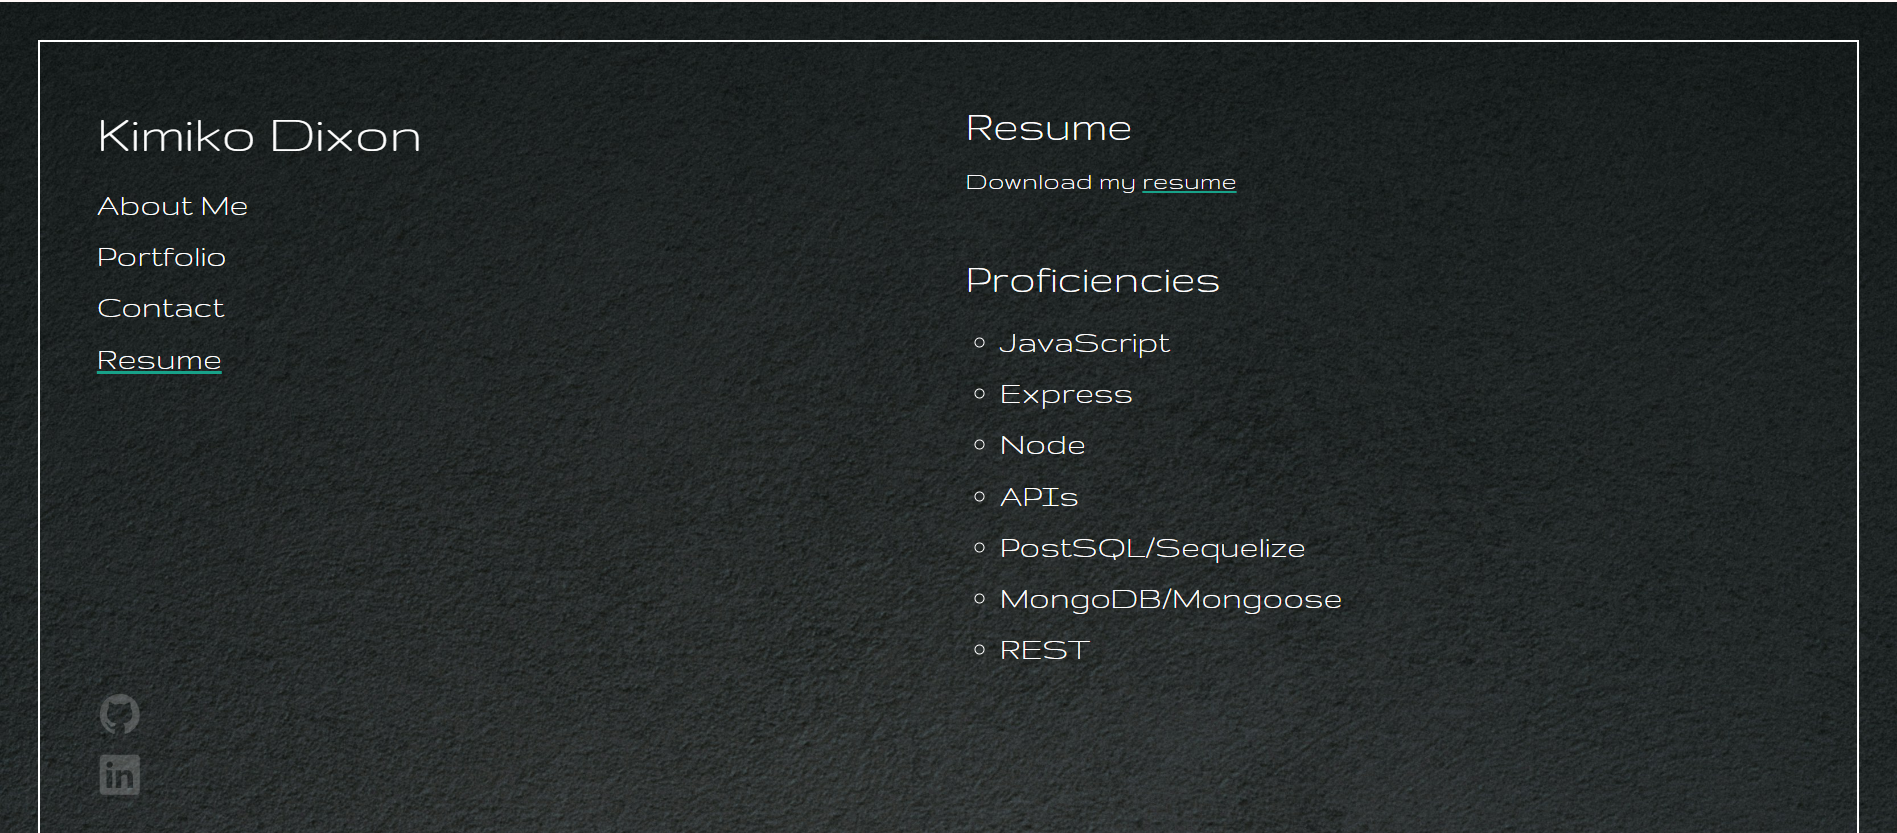 Kimiko Dixon
About Me
Portfolio
Contact
Resume
in
Resume
Download my resume
Proficiencies
JavaScript
Express
Node
APIs
PostSQL/Sequelize
MongoDB/Mongoose
REST